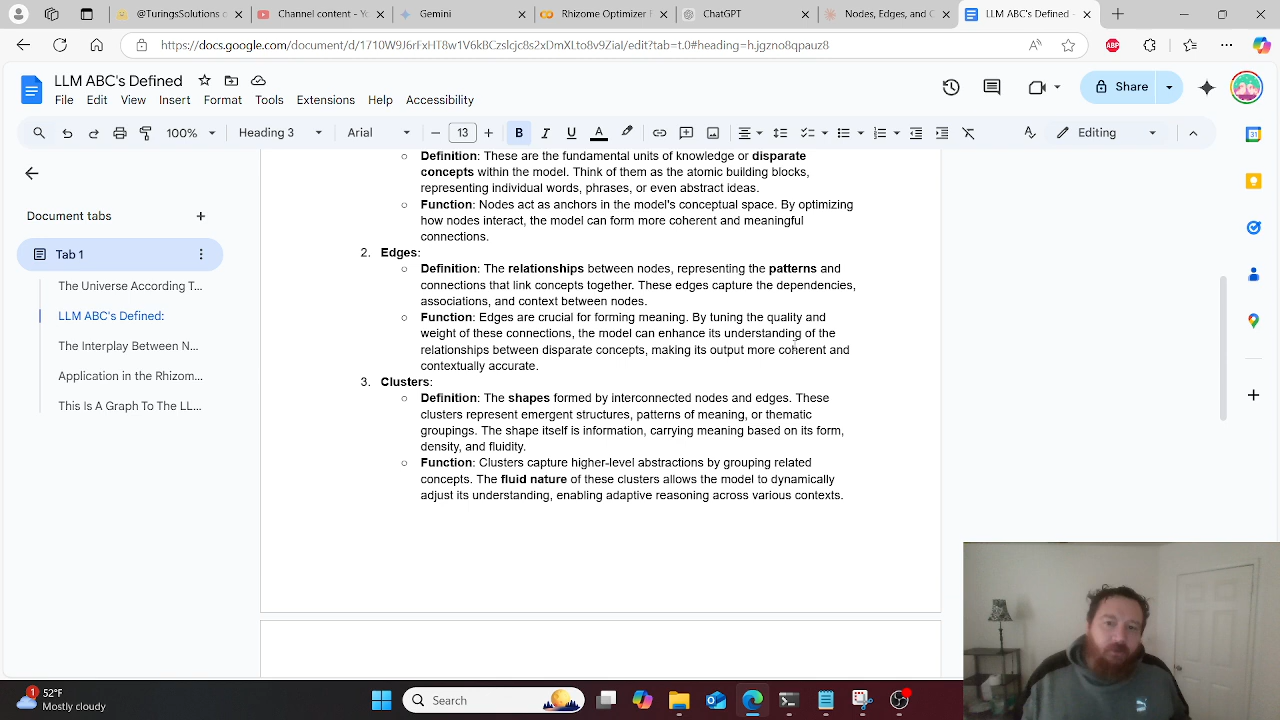 @TuringsSolutions c
Channel content - Y
Gemini
Rhizome Optimizer F
ChatGPT
Nodes, Edges, and C
LLM ABC's Defined -
LLM ABC's Defined
File Edit View Insert Format Tools Extensions Help Accessibility
Share
100% Heading 3 Arial 13 B I U A Editing
Document tabs
Tab 1
The Universe According T...
LLM ABC's Defined:
The Interplay Between N...
Application in the Rhizom...
This Is A Graph To The LL...
○ Definition: These are the fundamental units of knowledge or disparate
concepts within the model. Think of them as the atomic building blocks,
representing individual words, phrases, or even abstract ideas.
○ Function: Nodes act as anchors in the model's conceptual space. By optimizing
how nodes interact, the model can form more coherent and meaningful
connections.
2. Edges:
○ Definition: The relationships between nodes, representing the patterns and
connections that link concepts together. These edges capture the dependencies,
associations, and context between nodes.
○ Function: Edges are crucial for forming meaning. By tuning the quality and
weight of these connections, the model can enhance its understanding of the
relationships between disparate concepts, making its output more coherent and
contextually accurate.
3. Clusters:
○ Definition: The shapes formed by interconnected nodes and edges. These
clusters represent emergent structures, patterns of meaning, or thematic
groupings. The shape itself is information, carrying meaning based on its form,
density, and fluidity.
○ Function: Clusters capture higher-level abstractions by grouping related
concepts. The fluid nature of these clusters allows the model to dynamically
adjust its understanding, enabling adaptive reasoning across various contexts.
1
52°F
Mostly cloudy
Search